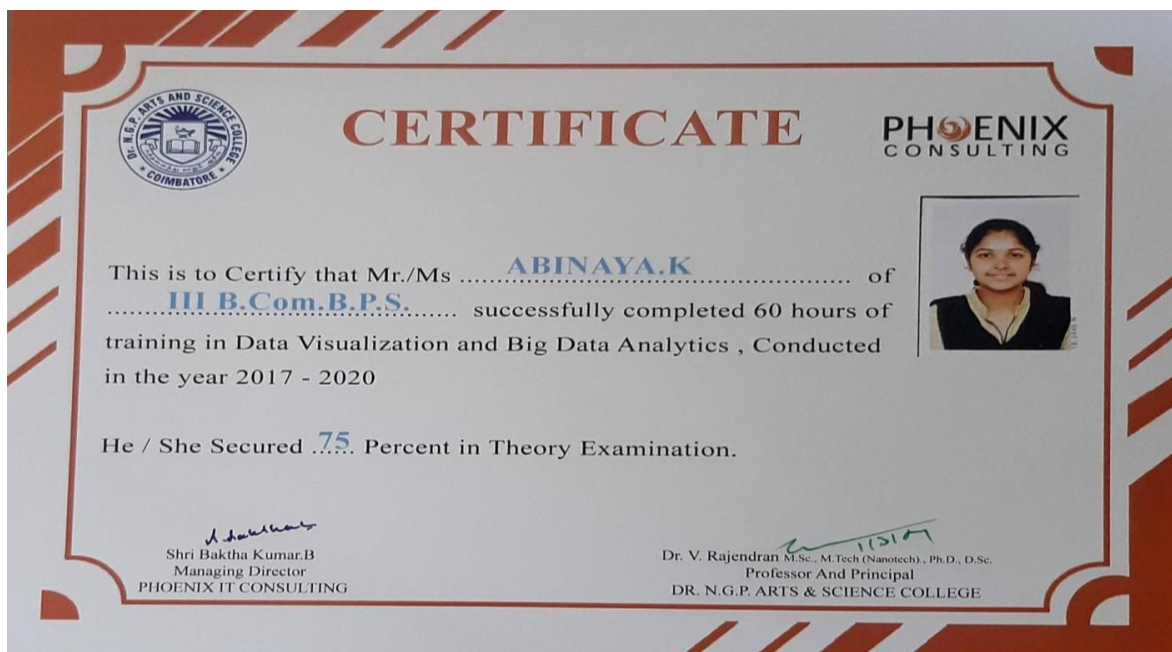 Dr. N.G.P. ARTS AND SCIENCE COLLEGE
* COIMBATORE *
CERTIFICATE
PHOENIX
CONSULTING
This is to Certify that Mr./Ms .....ABINAYA.K..... of
.....III B.Com.B.P.S...... successfully completed 60 hours of
training in Data Visualization and Big Data Analytics , Conducted
in the year 2017 - 2020
He / She Secured .75. Percent in Theory Examination.
Shri Baktha Kumar.B
Managing Director
PHOENIX IT CONSULTING
Dr. V. Rajendran M.Sc., M.Tech (Nanotech)., Ph.D., D.Sc.
Professor And Principal
DR. N.G.P. ARTS & SCIENCE COLLEGE